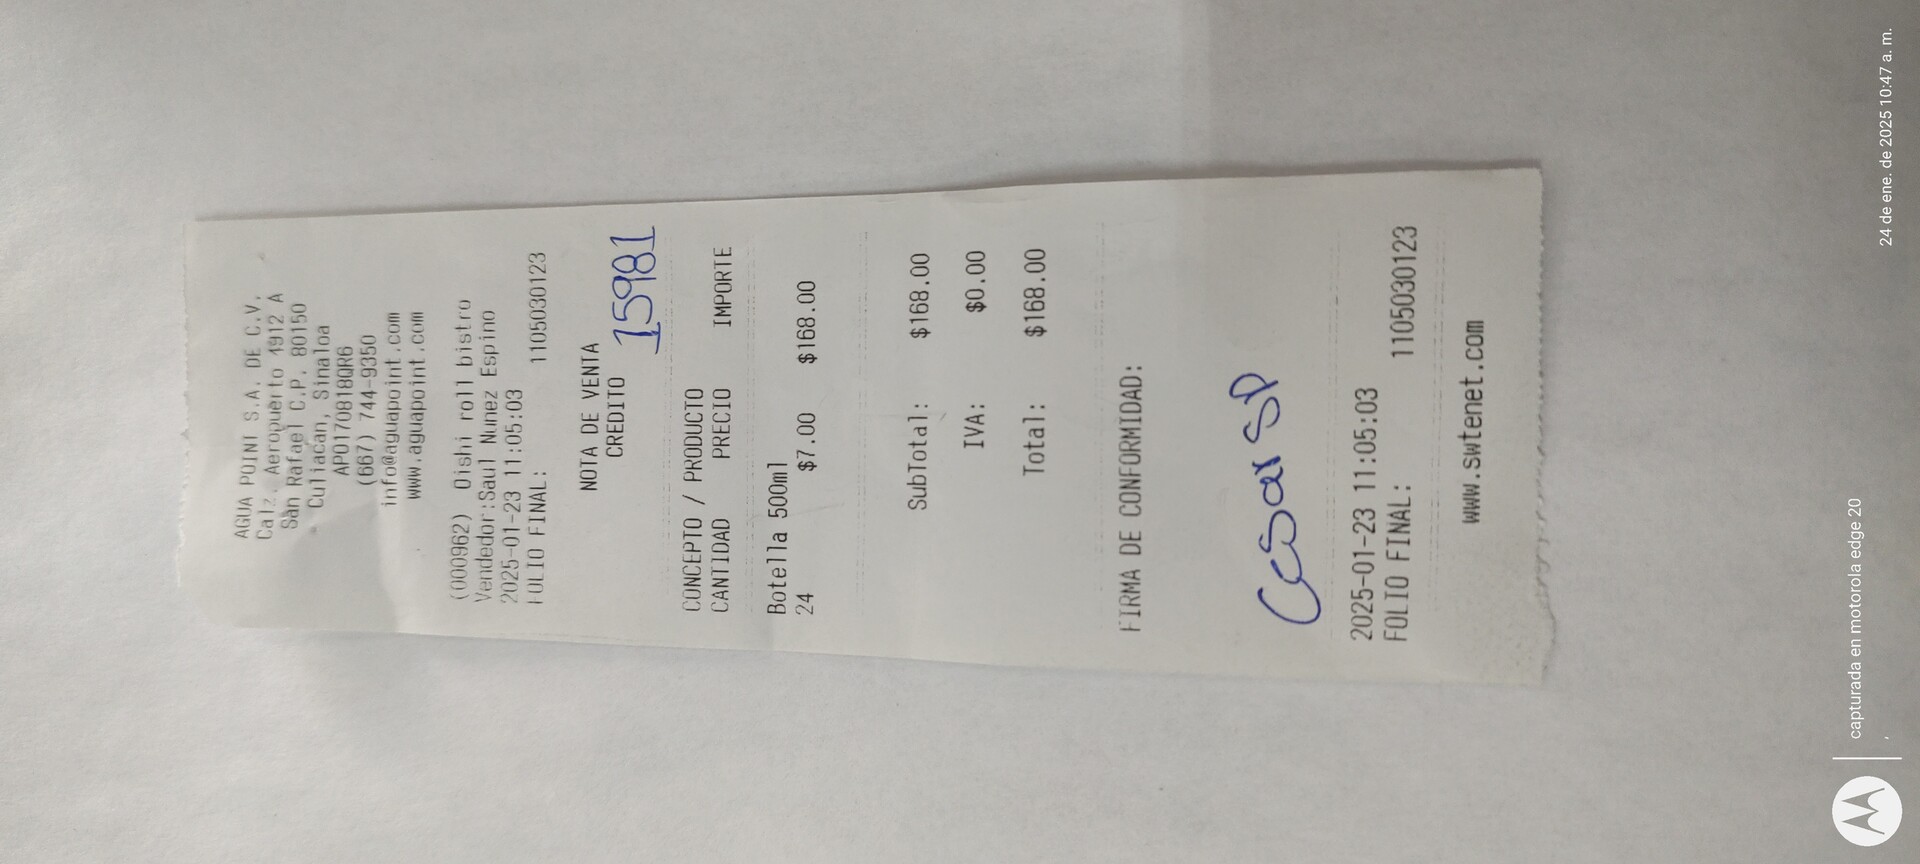 AGUA POINT S.A. DE C.V.
Calz. Aeropuerto 4912 A
San Rafael C.P. 80150
Culiacán, Sinaloa
APO170818QR6
(667) 744-9350
info@aguapoint.com
www.aguapoint.com
(000962) Oishi roll bistro
Vendedor:Saul Nunez Espino
2025-01-23 11:05:03
FOLIO FINAL: 1105030123
NOTA DE VENTA
CREDITO
15981
CONCEPTO / PRODUCTO
CANTIDAD PRECIO IMPORTE
Botella 500ml
24 $7.00 $168.00
SubTotal: $168.00
IVA: $0.00
Total: $168.00
FIRMA DE CONFORMIDAD:
Cesar SP
2025-01-23 11:05:03
FOLIO FINAL: 1105030123
www.swtenet.com
capturada en motorola edge 20
24 de ene. de 2025 10:47 a. m.